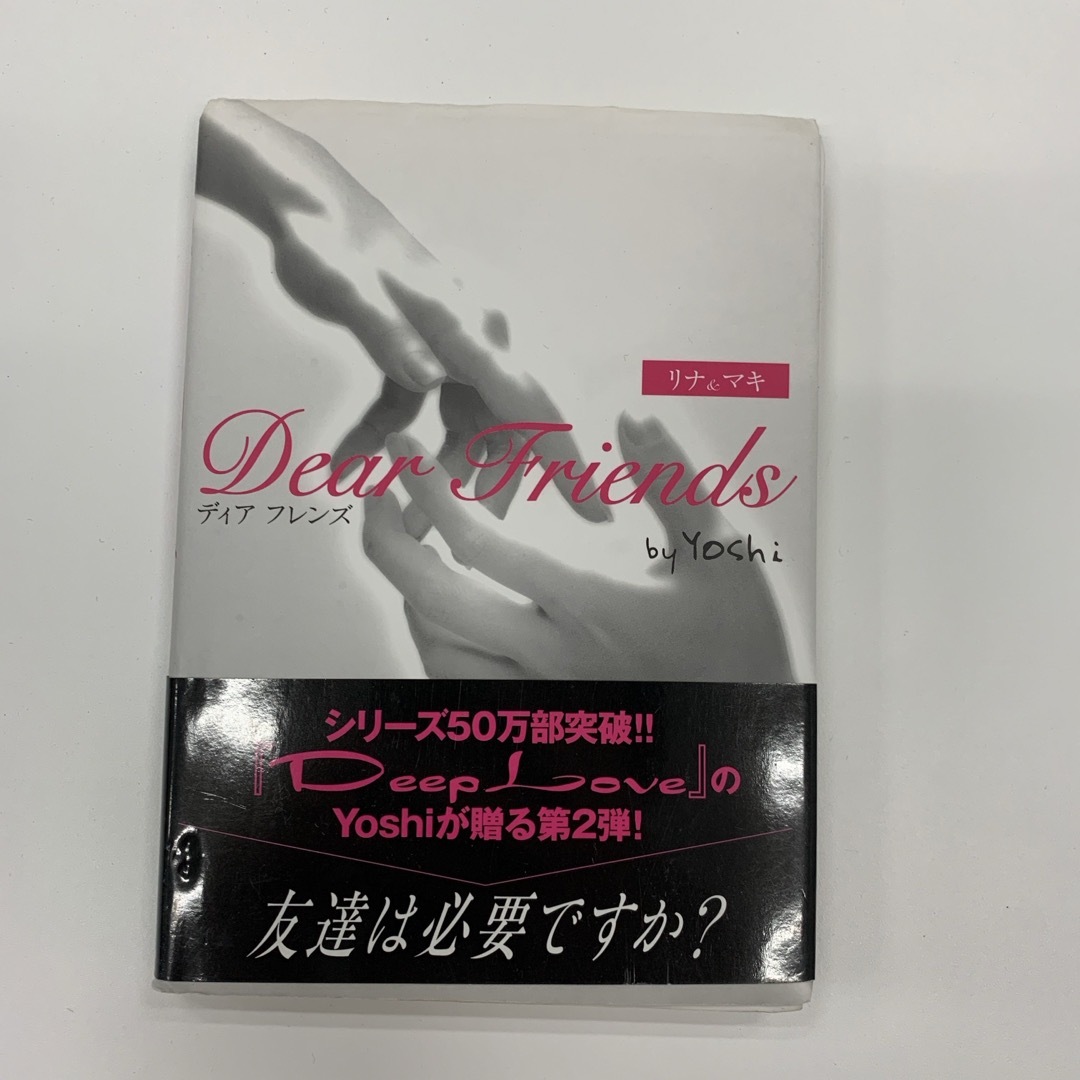 リナ&マキ
Dear Friends
ディア フレンズ
by Yoshi
シリーズ50万部突破!!
『Deep Love』の
Yoshiが贈る第2弾!
友達は必要ですか?